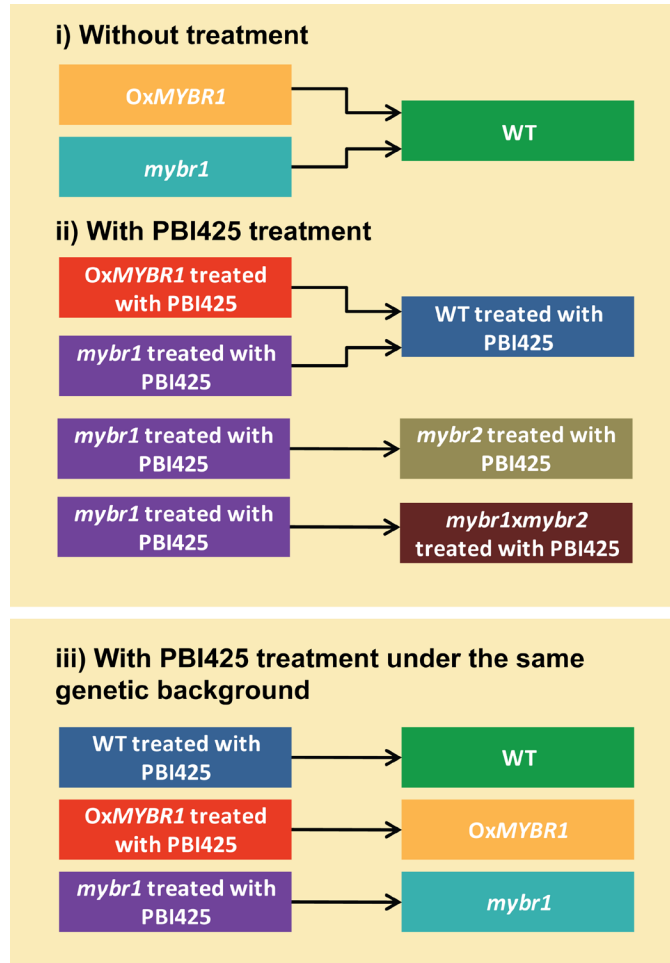 i) Without treatment
OxMYBR1
mybr1
WT
ii) With PBI425 treatment
OxMYBR1 treated
with PBI425
mybr1 treated with
PBI425
WT treated with
PBI425
mybr1 treated with
PBI425
mybr2 treated with
PBI425
mybr1 treated with
PBI425
mybr1xmybr2
treated with PBI425
iii) With PBI425 treatment under the same
genetic background
WT treated with
PBI425
WT
OxMYBR1 treated
with PBI425
OxMYBR1
mybr1 treated with
PBI425
mybr1